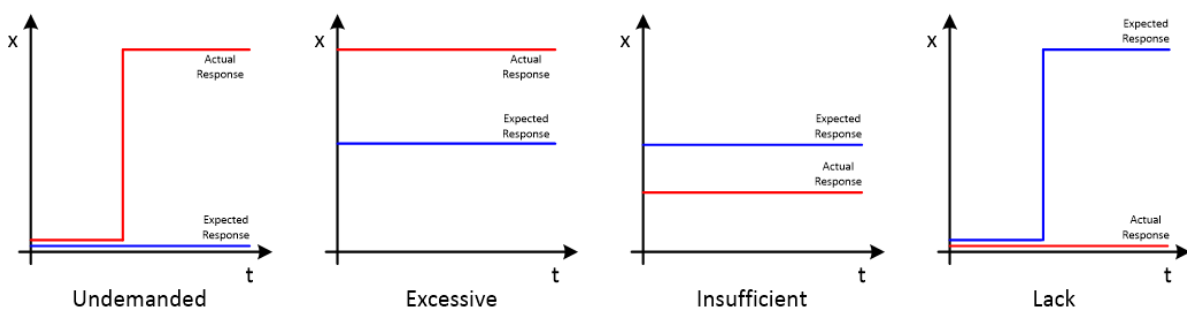 X
Actual
Response
Expected
Response
t
Undemanded
X
Actual
Response
Expected
Response
t
Excessive
X
Expected
Response
Actual
Response
t
Insufficient
X
Expected
Response
Actual
Response
t
Lack